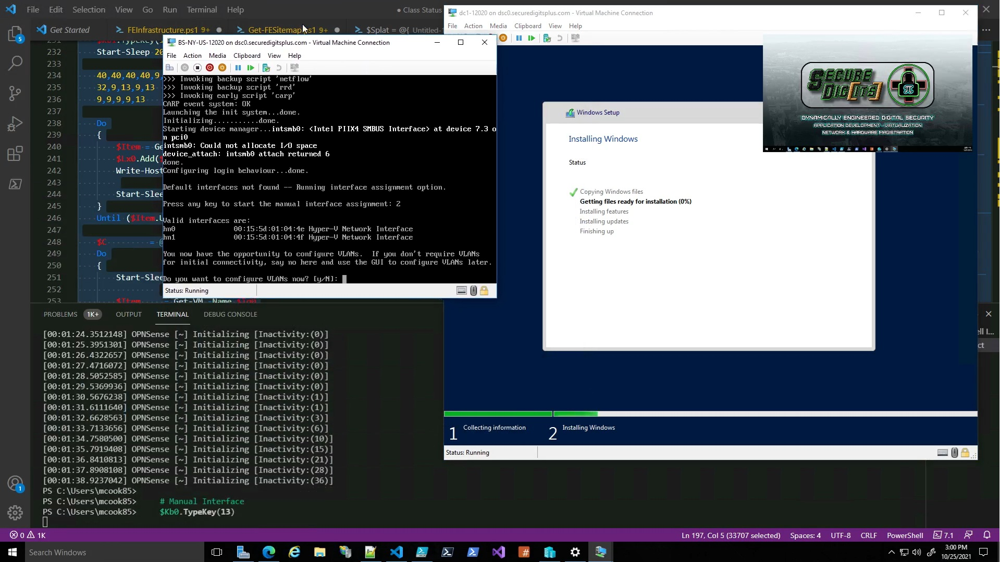 File Edit Selection View Go Run Terminal Help
● Class Status
Get Started
FEInfrastructure.ps1 9+ ●
Get-FESitemap.ps1 9+ ●
$Splat = @{ Untitled-1
232 Start-Sleep 20
233
234 40,40,40,40,9
235 32,9,13,9,13
236 9,9,9,9,13
237
238 Do
239 {
240 $Item = Ge
241 $Lx0.Add($
242 Write-Host
243
244 Start-Slee
245 }
246 Until ($Item.U
247
248 $C = @
249 Do
250 {
251 Start-Slee
252
253 $Item = Get-VM -Name $Id0
BS-NY-US-12020 on dsc0.securedigitsplus.com - Virtual Machine Connection
File Action Media Clipboard View Help
>>> Invoking backup script 'netflow'
>>> Invoking backup script 'rrd'
>>> Invoking early script 'carp'
CARP event system: OK
Launching the init system...done.
Initializing...........done.
Starting device manager...intsmb0: <Intel PIIX4 SMBUS Interface> at device 7.3 o
n pci0
intsmb0: Could not allocate I/O space
device_attach: intsmb0 attach returned 6
done.
Configuring login behaviour...done.
Default interfaces not found -- Running interface assignment option.
Press any key to start the manual interface assignment: 2
Valid interfaces are:
hn0 00:15:5d:01:04:4e Hyper-V Network Interface
hn1 00:15:5d:01:04:4f Hyper-V Network Interface
You now have the opportunity to configure VLANs. If you don't require VLANs
for initial connectivity, say no here and use the GUI to configure VLANs later.
Do you want to configure VLANs now? [y/N]:
Status: Running
dc1-12020 on dsc0.securedigitsplus.com - Virtual Machine Connection
File Action Media Clipboard View Help
SECURE
DIG[ITS]
DYNAMICALLY ENGINEERED DIGITAL SECURITY
APPLICATION DEVELOPMENT - VIRTUALIZATION
NETWORK & HARDWARE MAGISTRATION
Windows Setup
Installing Windows
Status
Copying Windows files
Getting files ready for installation (0%)
Installing features
Installing updates
Finishing up
1 Collecting information
2 Installing Windows
Status: Running
PROBLEMS 1K+ OUTPUT TERMINAL DEBUG CONSOLE
[00:01:24.3512148] OPNSense [~] Initializing [Inactivity:(0)]
[00:01:25.3951301] OPNSense [~] Initializing [Inactivity:(0)]
[00:01:26.4322657] OPNSense [~] Initializing [Inactivity:(0)]
[00:01:27.4716072] OPNSense [~] Initializing [Inactivity:(0)]
[00:01:28.5052585] OPNSense [~] Initializing [Inactivity:(0)]
[00:01:29.5369936] OPNSense [~] Initializing [Inactivity:(0)]
[00:01:30.5676238] OPNSense [~] Initializing [Inactivity:(1)]
[00:01:31.6111640] OPNSense [~] Initializing [Inactivity:(1)]
[00:01:32.6628563] OPNSense [~] Initializing [Inactivity:(3)]
[00:01:33.7133656] OPNSense [~] Initializing [Inactivity:(6)]
[00:01:34.7580500] OPNSense [~] Initializing [Inactivity:(10)]
[00:01:35.7919408] OPNSense [~] Initializing [Inactivity:(15)]
[00:01:36.8410813] OPNSense [~] Initializing [Inactivity:(21)]
[00:01:37.8908108] OPNSense [~] Initializing [Inactivity:(28)]
[00:01:38.9237042] OPNSense [~] Initializing [Inactivity:(36)]
PS C:\Users\mcook85>
PS C:\Users\mcook85> # Manual Interface
PS C:\Users\mcook85> $Kb0.TypeKey(13)
ell I...
ct
0 1K
Ln 197, Col 5 (33707 selected) Spaces: 4 UTF-8 CRLF PowerShell 7.1
Search Windows
3:00 PM
10/25/2021